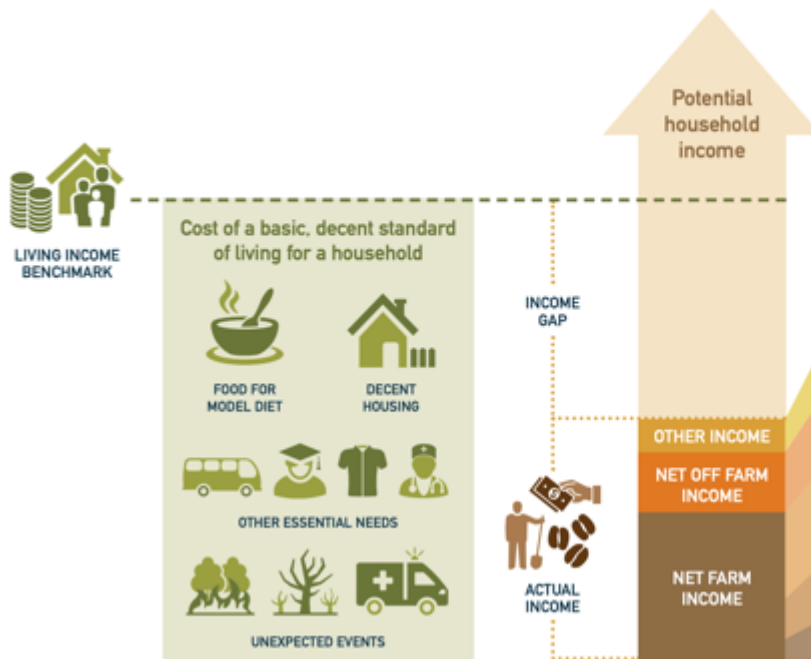 Potential
household
income
LIVING INCOME
BENCHMARK
Cost of a basic, decent standard
of living for a household
FOOD FOR
MODEL DIET
DECENT
HOUSING
OTHER ESSENTIAL NEEDS
UNEXPECTED EVENTS
INCOME
GAP
ACTUAL
INCOME
OTHER INCOME
NET OFF FARM
INCOME
NET FARM
INCOME